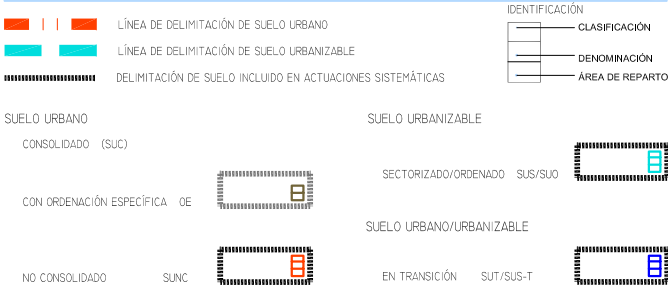 IDENTIFICACIÓN
LÍNEA DE DELIMITACIÓN DE SUELO URBANO
CLASIFICACIÓN
LÍNEA DE DELIMITACIÓN DE SUELO URBANIZABLE
DENOMINACIÓN
DELIMITACIÓN DE SUELO INCLUIDO EN ACTUACIONES SISTEMÁTICAS
ÁREA DE REPARTO
SUELO URBANO
CONSOLIDADO (SUC)
CON ORDENACIÓN ESPECÍFICA OE
NO CONSOLIDADO SUNC
SUELO URBANIZABLE
SECTORIZADO/ORDENADO SUS/SUO
SUELO URBANO/URBANIZABLE
EN TRANSICIÓN SUT/SUS-T